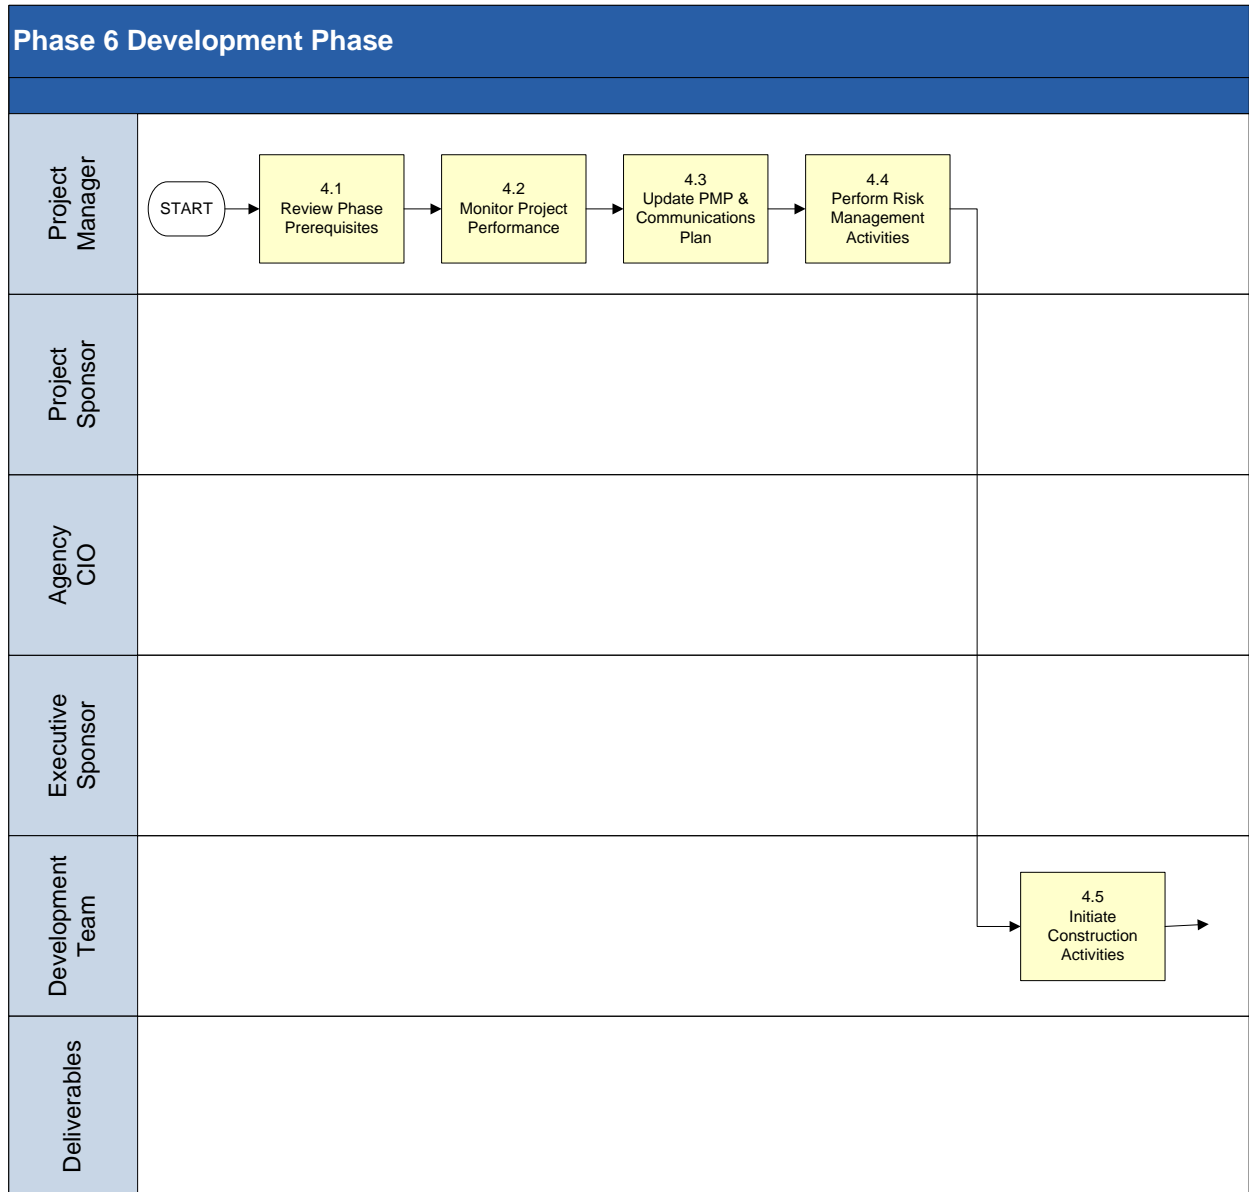 Phase 6 Development Phase
Project
Manager
START
4.1
Review Phase
Prerequisites
4.2
Monitor Project
Performance
4.3
Update PMP &
Communications
Plan
4.4
Perform Risk
Management
Activities
Project
Sponsor
Agency
CIO
Executive
Sponsor
Development
Team
4.5
Initiate
Construction
Activities
Deliverables